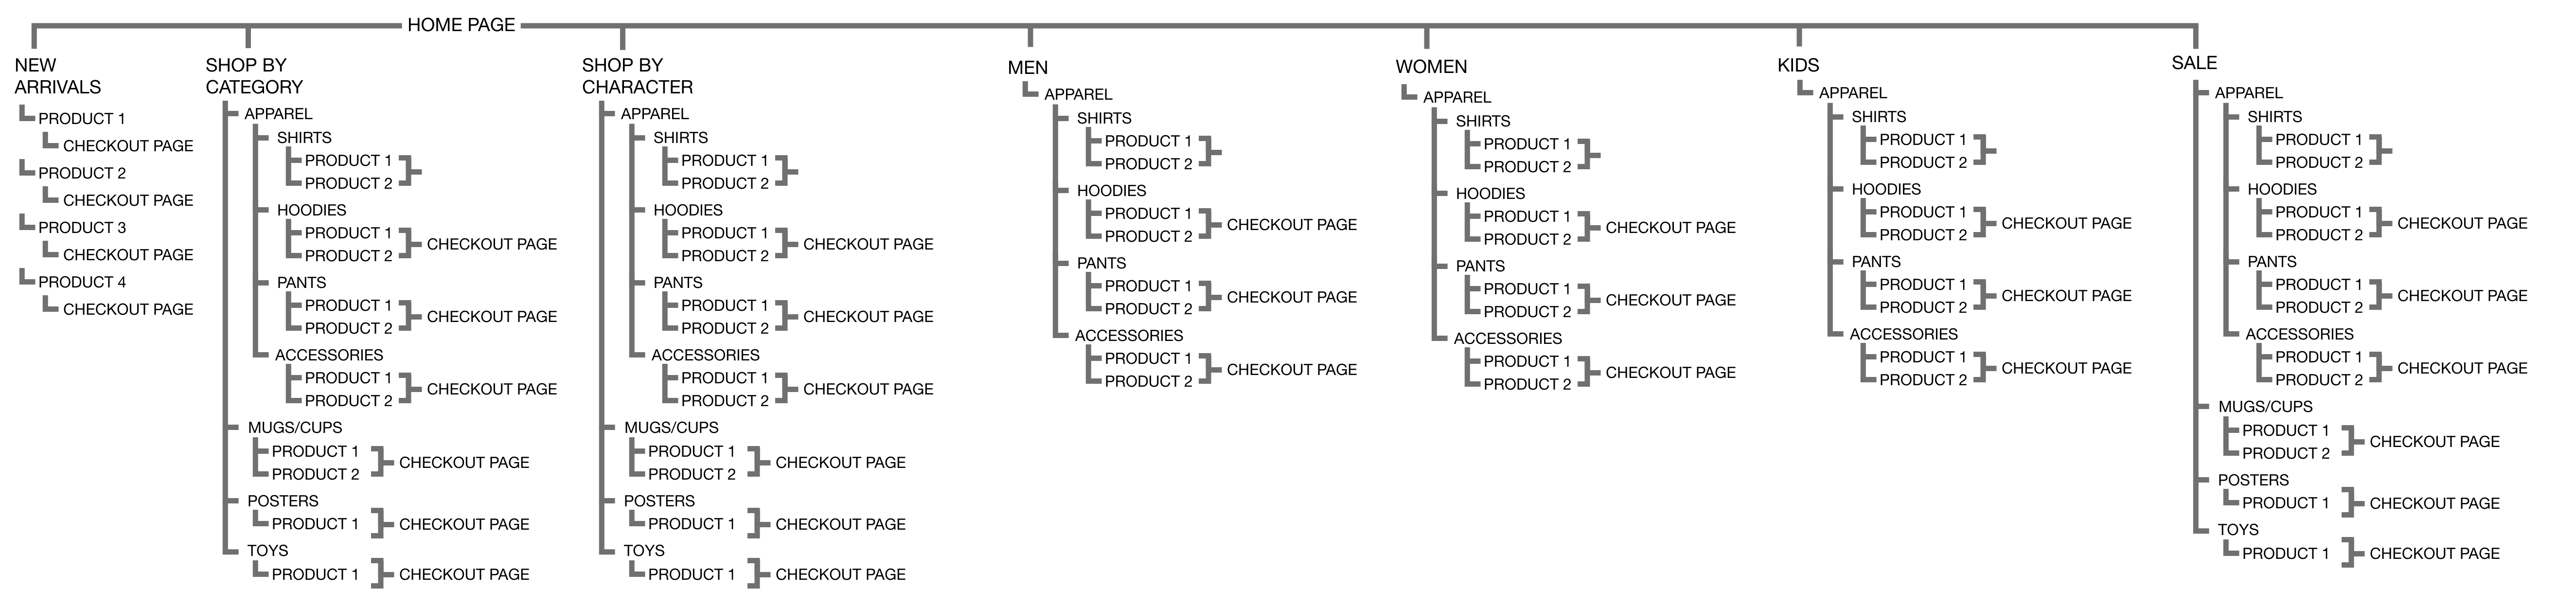 HOME PAGE
NEW
ARRIVALS
PRODUCT 1
CHECKOUT PAGE
PRODUCT 2
CHECKOUT PAGE
PRODUCT 3
CHECKOUT PAGE
PRODUCT 4
CHECKOUT PAGE
SHOP BY
CATEGORY
APPAREL
SHIRTS
PRODUCT 1
PRODUCT 2
HOODIES
PRODUCT 1
PRODUCT 2
CHECKOUT PAGE
PANTS
PRODUCT 1
PRODUCT 2
CHECKOUT PAGE
ACCESSORIES
PRODUCT 1
PRODUCT 2
CHECKOUT PAGE
MUGS/CUPS
PRODUCT 1
PRODUCT 2
CHECKOUT PAGE
POSTERS
PRODUCT 1
CHECKOUT PAGE
TOYS
PRODUCT 1
CHECKOUT PAGE
SHOP BY
CHARACTER
APPAREL
SHIRTS
PRODUCT 1
PRODUCT 2
HOODIES
PRODUCT 1
PRODUCT 2
CHECKOUT PAGE
PANTS
PRODUCT 1
PRODUCT 2
CHECKOUT PAGE
ACCESSORIES
PRODUCT 1
PRODUCT 2
CHECKOUT PAGE
MUGS/CUPS
PRODUCT 1
PRODUCT 2
CHECKOUT PAGE
POSTERS
PRODUCT 1
CHECKOUT PAGE
TOYS
PRODUCT 1
CHECKOUT PAGE
MEN
APPAREL
SHIRTS
PRODUCT 1
PRODUCT 2
HOODIES
PRODUCT 1
PRODUCT 2
CHECKOUT PAGE
PANTS
PRODUCT 1
PRODUCT 2
CHECKOUT PAGE
ACCESSORIES
PRODUCT 1
PRODUCT 2
CHECKOUT PAGE
WOMEN
APPAREL
SHIRTS
PRODUCT 1
PRODUCT 2
HOODIES
PRODUCT 1
PRODUCT 2
CHECKOUT PAGE
PANTS
PRODUCT 1
PRODUCT 2
CHECKOUT PAGE
ACCESSORIES
PRODUCT 1
PRODUCT 2
CHECKOUT PAGE
KIDS
APPAREL
SHIRTS
PRODUCT 1
PRODUCT 2
HOODIES
PRODUCT 1
PRODUCT 2
CHECKOUT PAGE
PANTS
PRODUCT 1
PRODUCT 2
CHECKOUT PAGE
ACCESSORIES
PRODUCT 1
PRODUCT 2
CHECKOUT PAGE
SALE
APPAREL
SHIRTS
PRODUCT 1
PRODUCT 2
HOODIES
PRODUCT 1
PRODUCT 2
CHECKOUT PAGE
PANTS
PRODUCT 1
PRODUCT 2
CHECKOUT PAGE
ACCESSORIES
PRODUCT 1
PRODUCT 2
CHECKOUT PAGE
MUGS/CUPS
PRODUCT 1
PRODUCT 2
CHECKOUT PAGE
POSTERS
PRODUCT 1
CHECKOUT PAGE
TOYS
PRODUCT 1
CHECKOUT PAGE